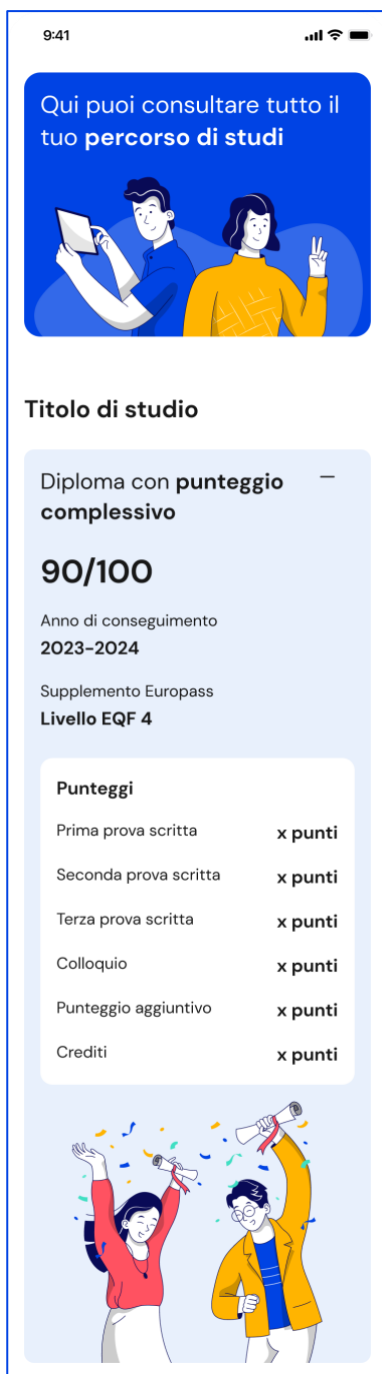 9:41
Qui puoi consultare tutto il
tuo percorso di studi
Titolo di studio
Diploma con punteggio
complessivo
90/100
Anno di conseguimento
2023-2024
Supplemento Europass
Livello EQF 4
Punteggi
Prima prova scritta x punti
Seconda prova scritta x punti
Terza prova scritta x punti
Colloquio x punti
Punteggio aggiuntivo x punti
Crediti x punti